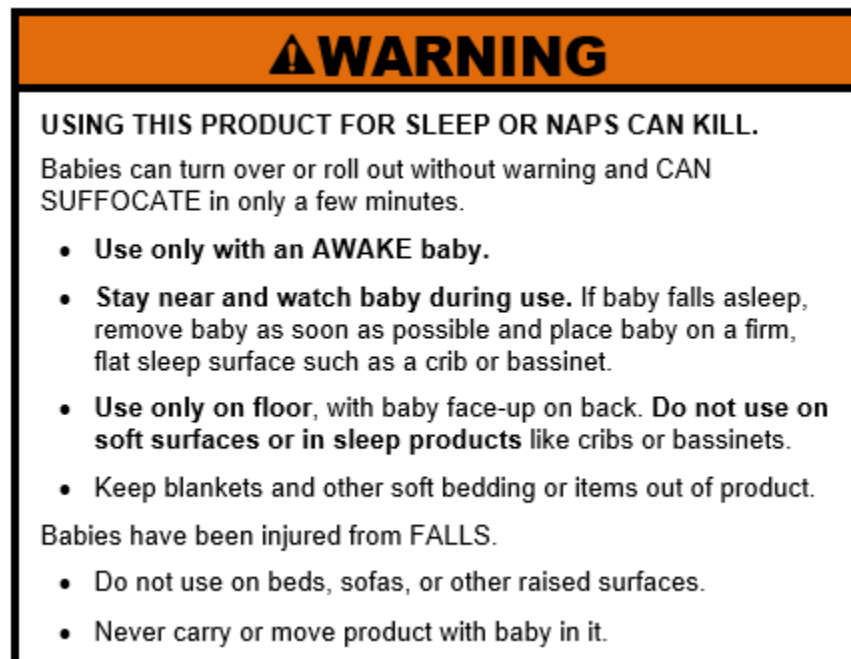 ⚠WARNING
USING THIS PRODUCT FOR SLEEP OR NAPS CAN KILL.
Babies can turn over or roll out without warning and CAN
SUFFOCATE in only a few minutes.
• Use only with an AWAKE baby.
• Stay near and watch baby during use. If baby falls asleep,
remove baby as soon as possible and place baby on a firm,
flat sleep surface such as a crib or bassinet.
• Use only on floor, with baby face-up on back. Do not use on
soft surfaces or in sleep products like cribs or bassinets.
• Keep blankets and other soft bedding or items out of product.
Babies have been injured from FALLS.
• Do not use on beds, sofas, or other raised surfaces.
• Never carry or move product with baby in it.